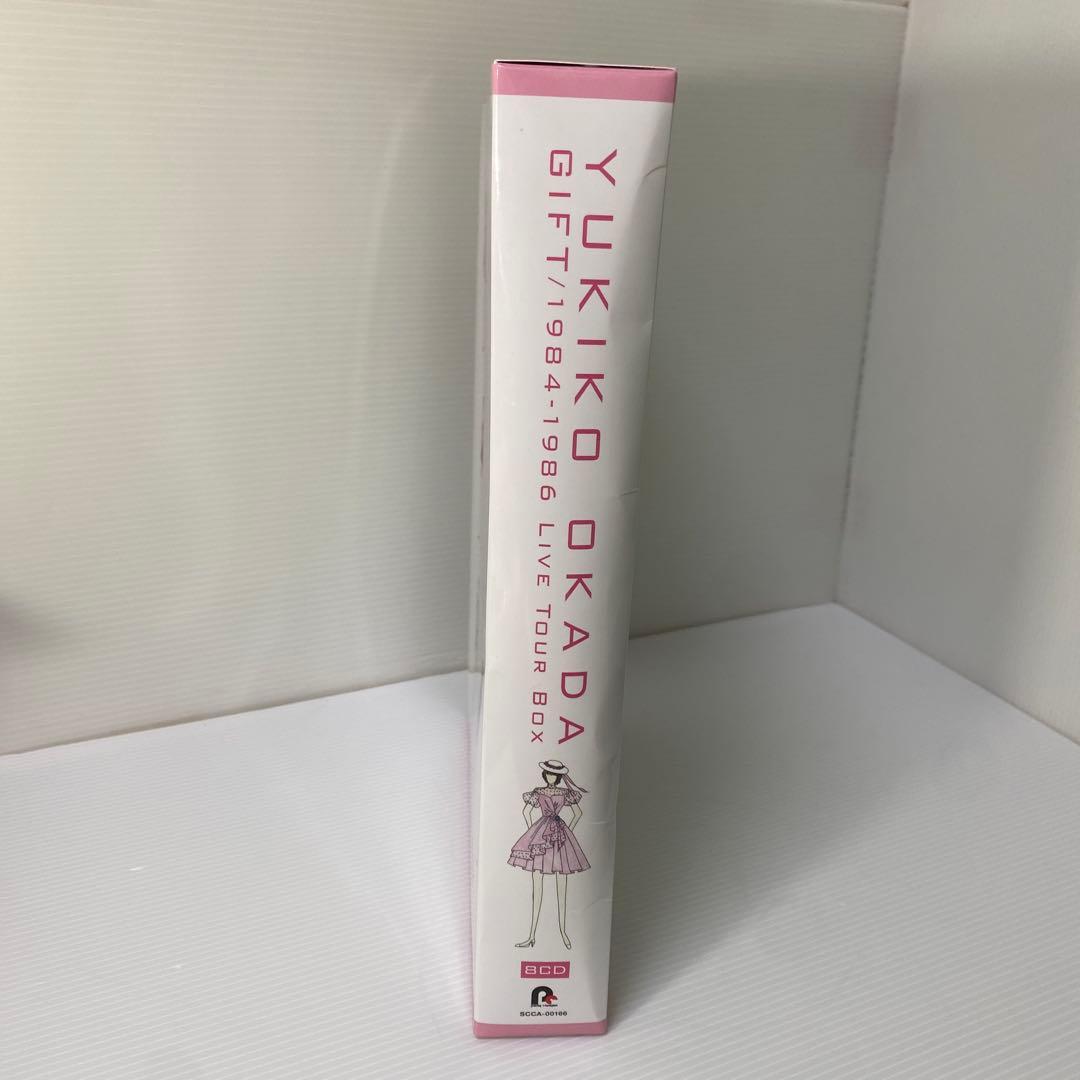 YUKIKO OKADA
GIFT/1984-1986 LIVE TOUR BOX
8CD
SCCA-00166